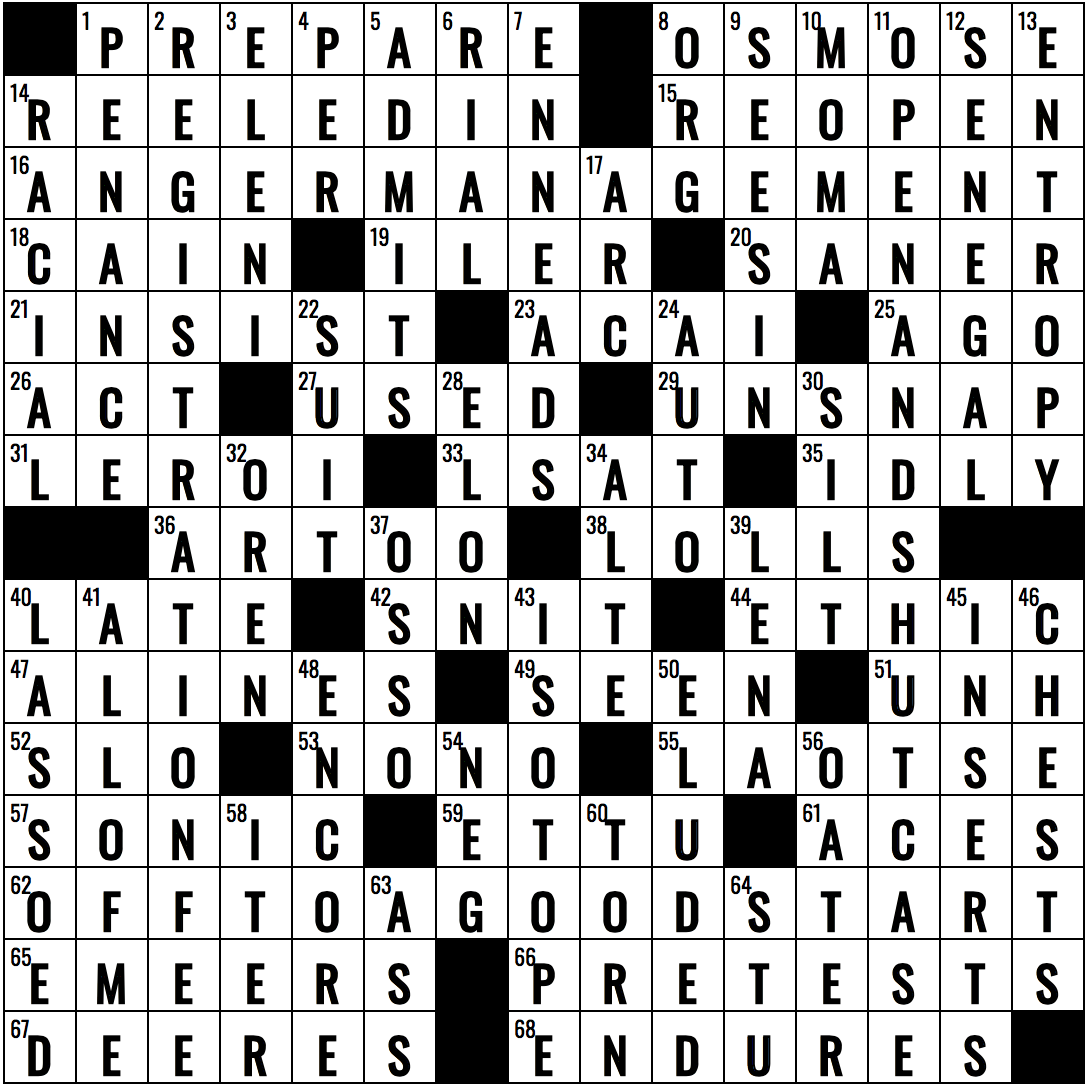 1 2 3 4 5 6 7 8 9 10 11 12 13
P R E P A R E O S M O S E
14 15
R E E L E D I N R E O P E N
16 17
A N G E R M A N A G E M E N T
18 19 20
C A I N I L E R S A N E R
21 22 23 24 25
I N S I S T A C A I A G O
26 27 28 29 30
A C T U S E D U N S N A P
31 32 33 34 35
L E R O I L S A T I D L Y
36 37 38 39
A R T O O L O L L S
40 41 42 43 44 45 46
L A T E S N I T E T H I C
47 48 49 50 51
A L I N E S S E E N U N H
52 53 54 55 56
S L O N O N O L A O T S E
57 58 59 60 61
S O N I C E T T U A C E S
62 63 64
O F F T O A G O O D S T A R T
65 66
E M E E R S P R E T E S T S
67 68
D E E R E S E N D U R E S